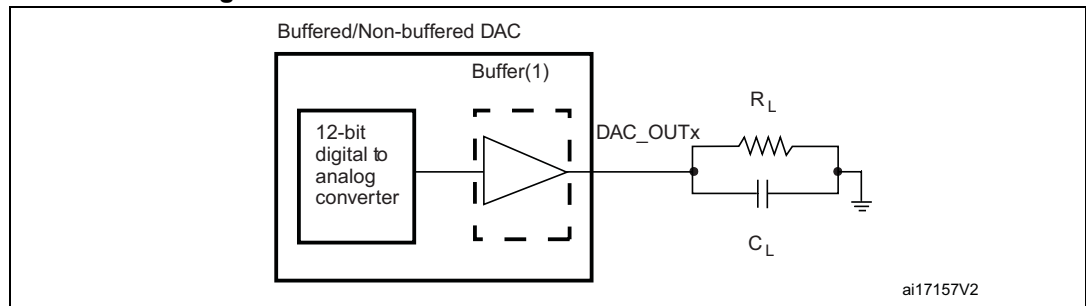 Buffered/Non-buffered DAC
Buffer(1)
12-bit
digital to
analog
converter
DAC_OUTx
R L
C L
ai17157V2